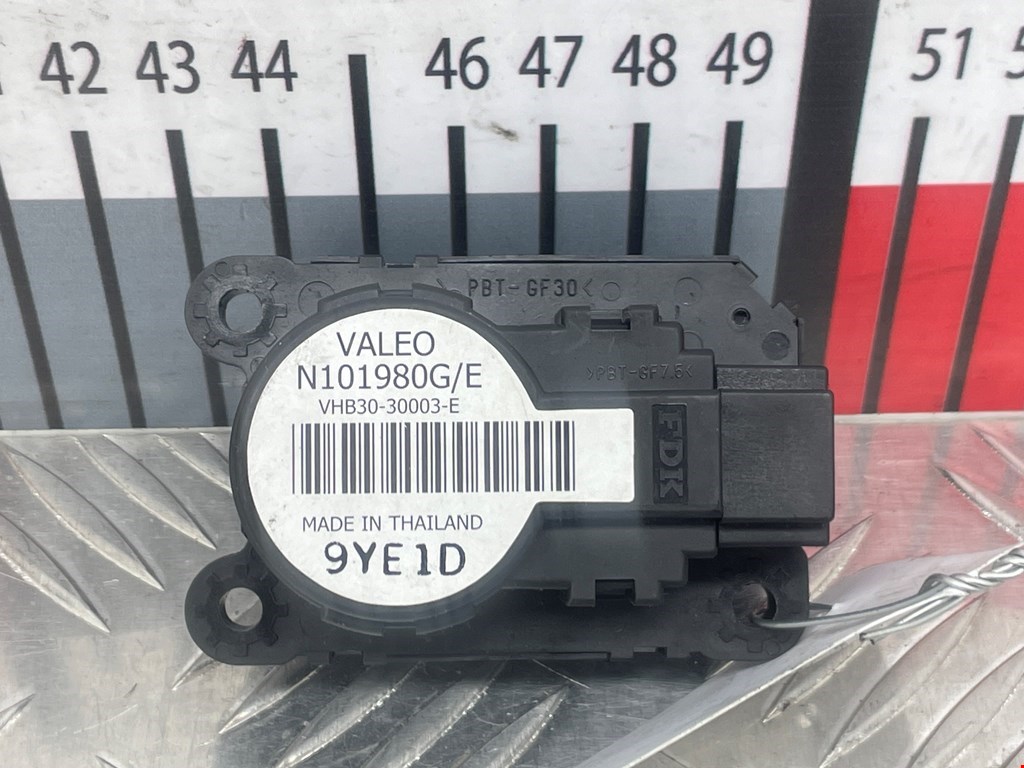 42 43 44 46 47 48 49 51
>PBT-GF30<
>PBT-GF7.5<
VALEO
N101980G/E
VHB30-30003-E
FDK
MADE IN THAILAND
9YE1D